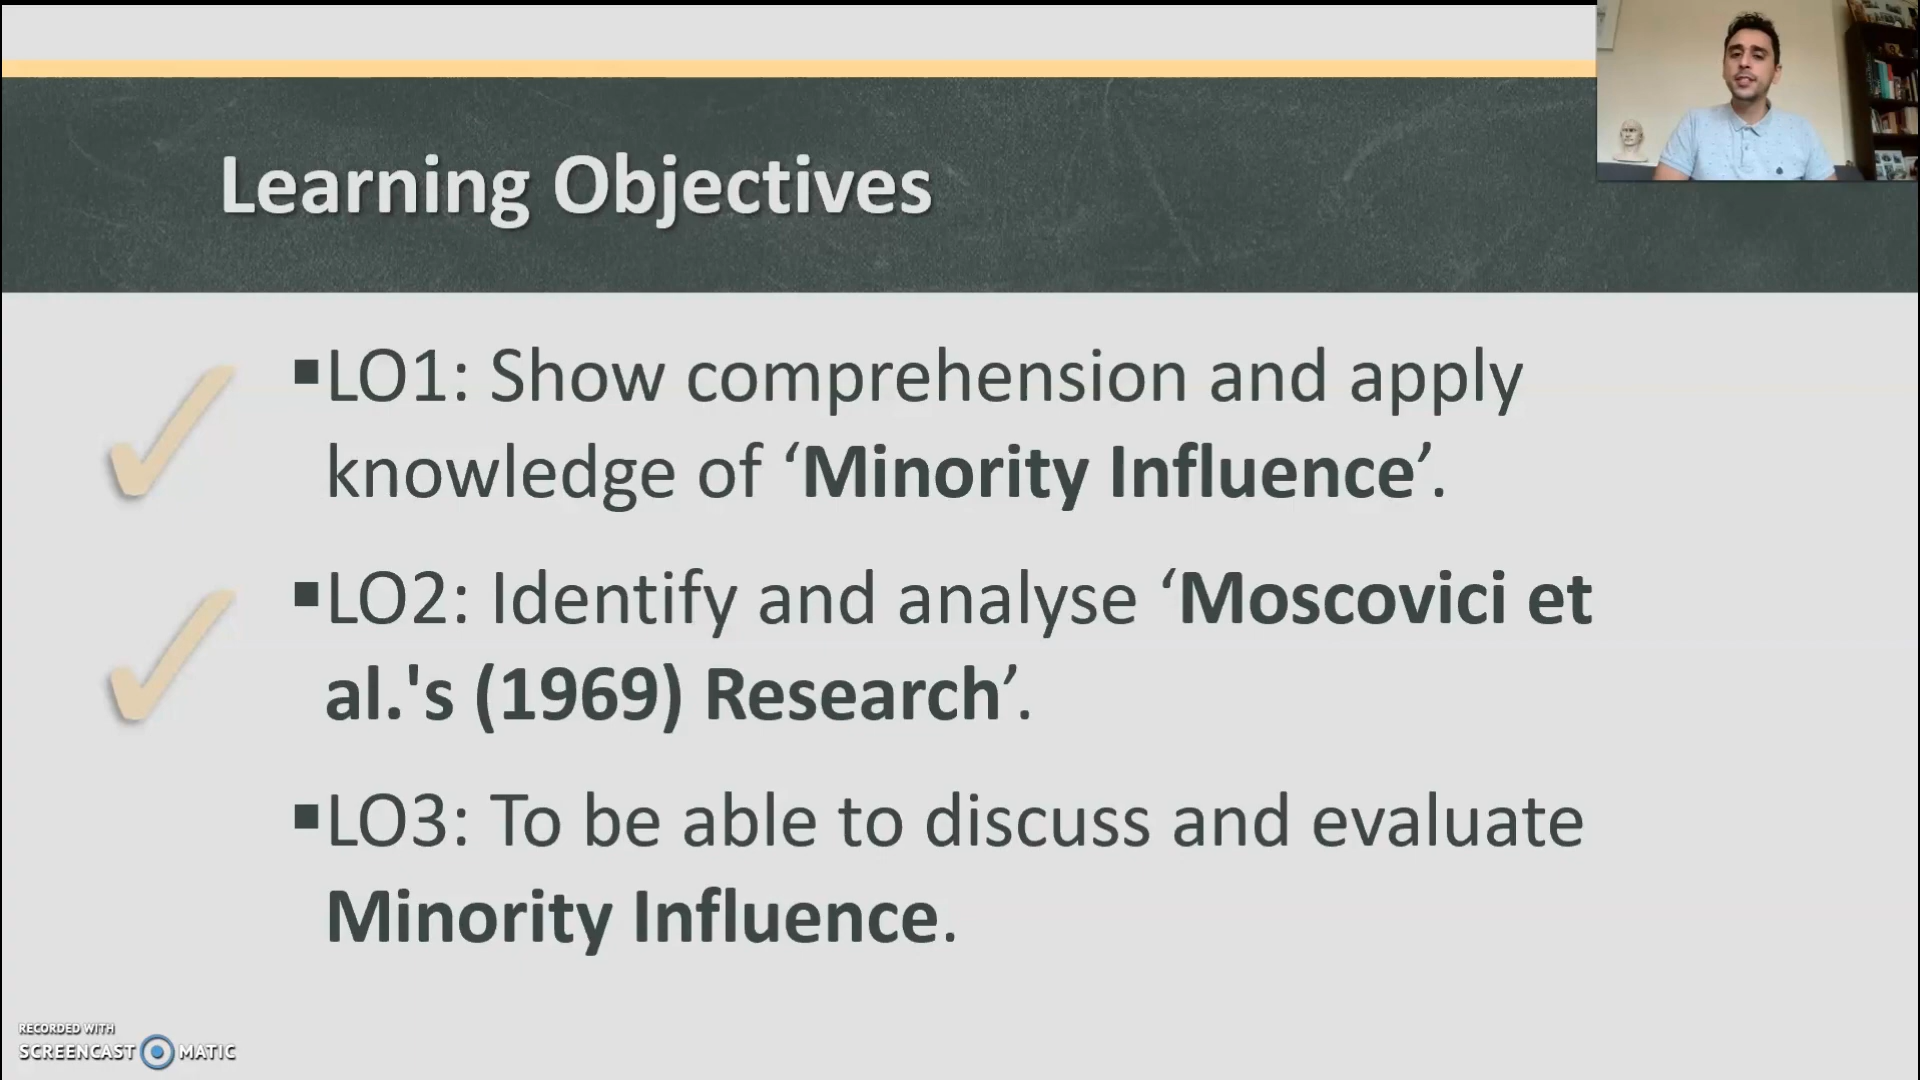 Learning Objectives
▪LO1: Show comprehension and apply
knowledge of ‘Minority Influence’.
▪LO2: Identify and analyse ‘Moscovici et
al.'s (1969) Research’.
▪LO3: To be able to discuss and evaluate
Minority Influence.
RECORDED WITH
SCREENCAST MATIC